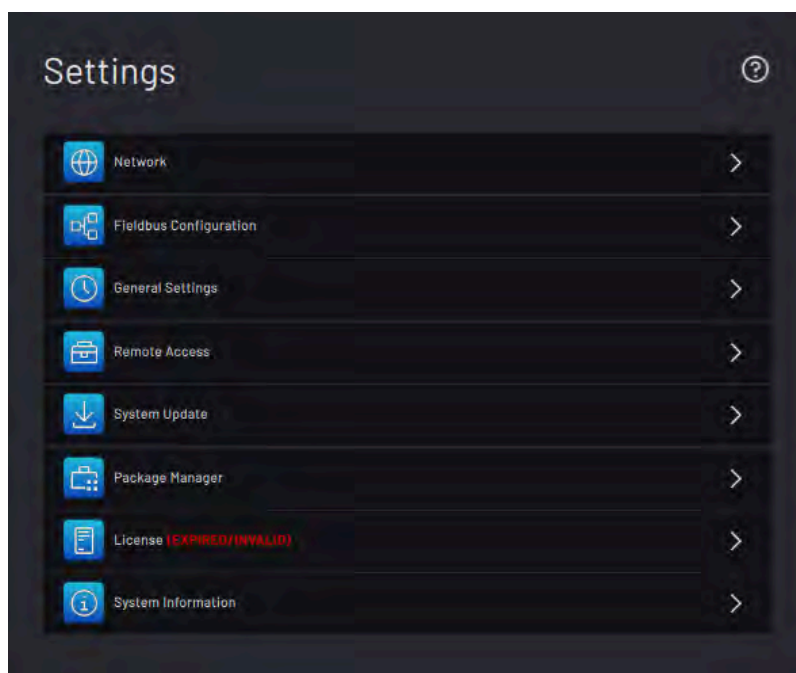 Settings
Network
Fieldbus Configuration
General Settings
Remote Access
System Update
Package Manager
License (EXPIRED/INVALID)
System Information